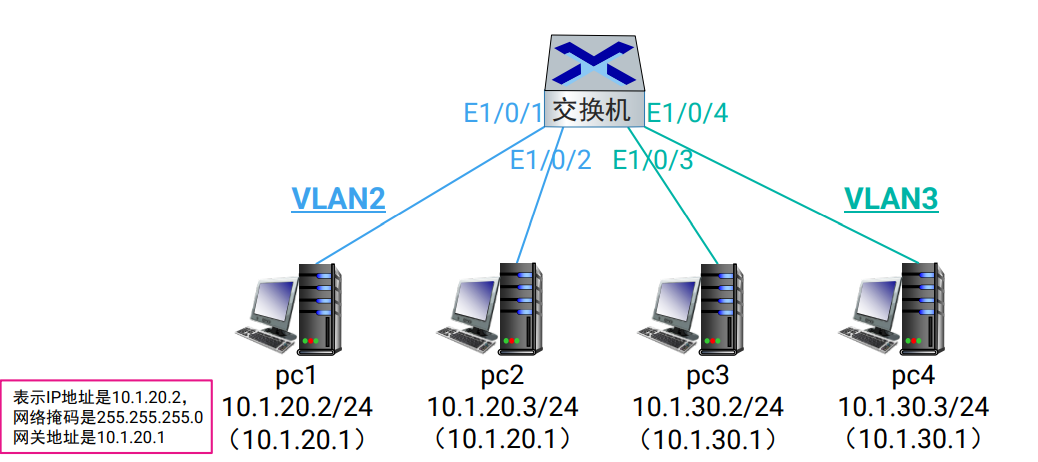 E1/0/1
交换机
E1/0/4
E1/0/2
E1/0/3
VLAN2
VLAN3
pc1
pc2
pc3
pc4
表示IP地址是10.1.20.2，
网络掩码是255.255.255.0
网关地址是10.1.20.1
10.1.20.2/24
10.1.20.3/24
10.1.30.2/24
10.1.30.3/24
（10.1.20.1）
（10.1.20.1）
（10.1.30.1）
（10.1.30.1）